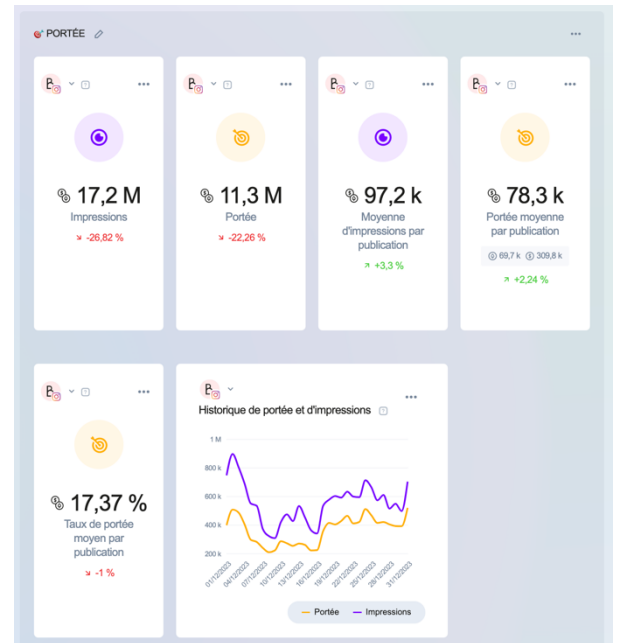 PORTÉE
17,2 M
Impressions
-26,82 %
11,3 M
Portée
-22,26 %
97,2 k
Moyenne
d'impressions par
publication
+3,3 %
78,3 k
Portée moyenne
par publication
69,7 k 309,8 k
+2,24 %
17,37 %
Taux de portée
moyen par
publication
-1 %
Historique de portée et d'impressions
1 M
800 k
600 k
400 k
200 k
01/12/2023
04/12/2023
07/12/2023
10/12/2023
13/12/2023
16/12/2023
19/12/2023
22/12/2023
25/12/2023
28/12/2023
31/12/2023
Portée Impressions